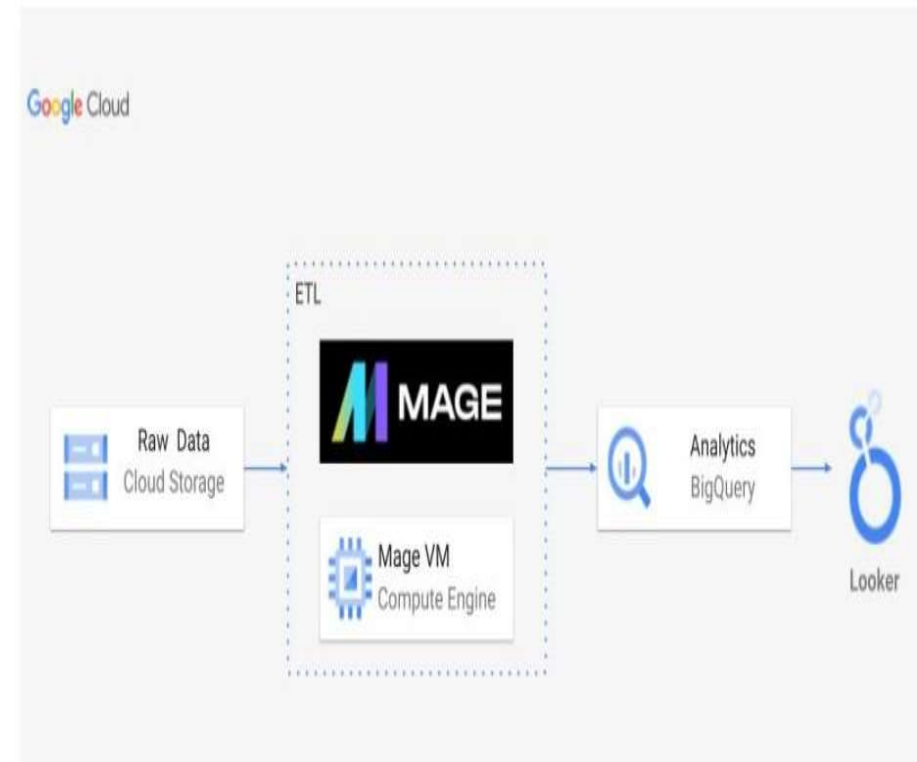 Google Cloud
ETL
MAGE
Raw Data
Cloud Storage
Mage VM
Compute Engine
Analytics
BigQuery
Looker